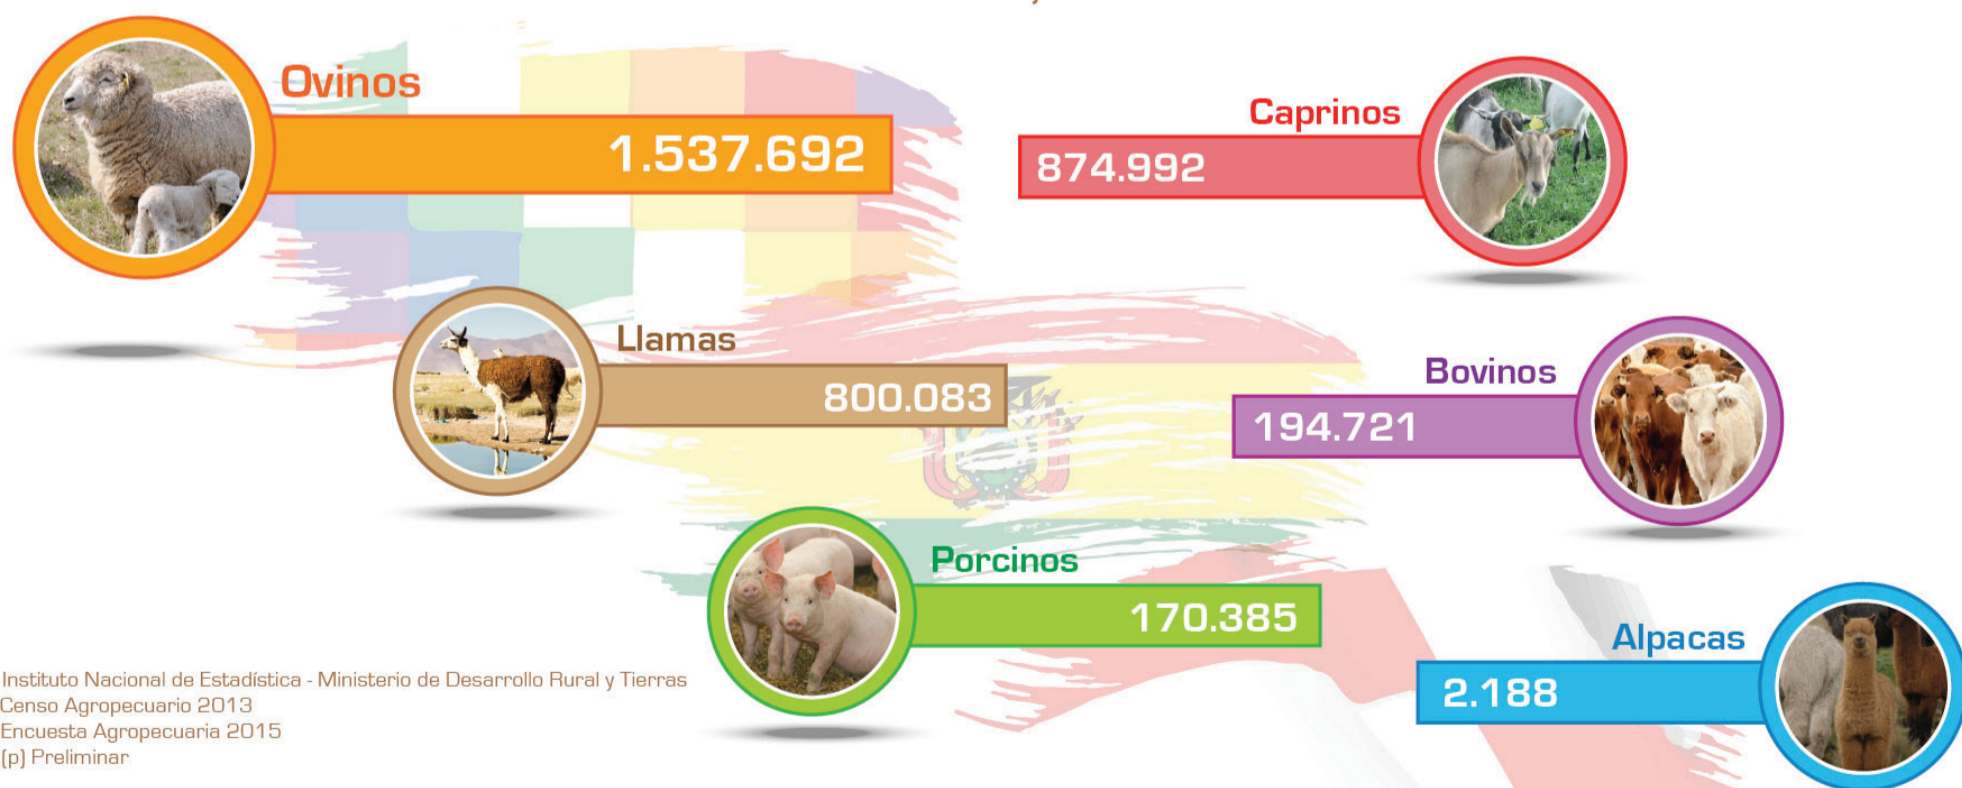 Ovinos
1.537.692
Caprinos
874.992
Llamas
800.083
Bovinos
194.721
Porcinos
170.385
Alpacas
2.188
Instituto Nacional de Estadística - Ministerio de Desarrollo Rural y Tierras
Censo Agropecuario 2013
Encuesta Agropecuaria 2015
(p) Preliminar